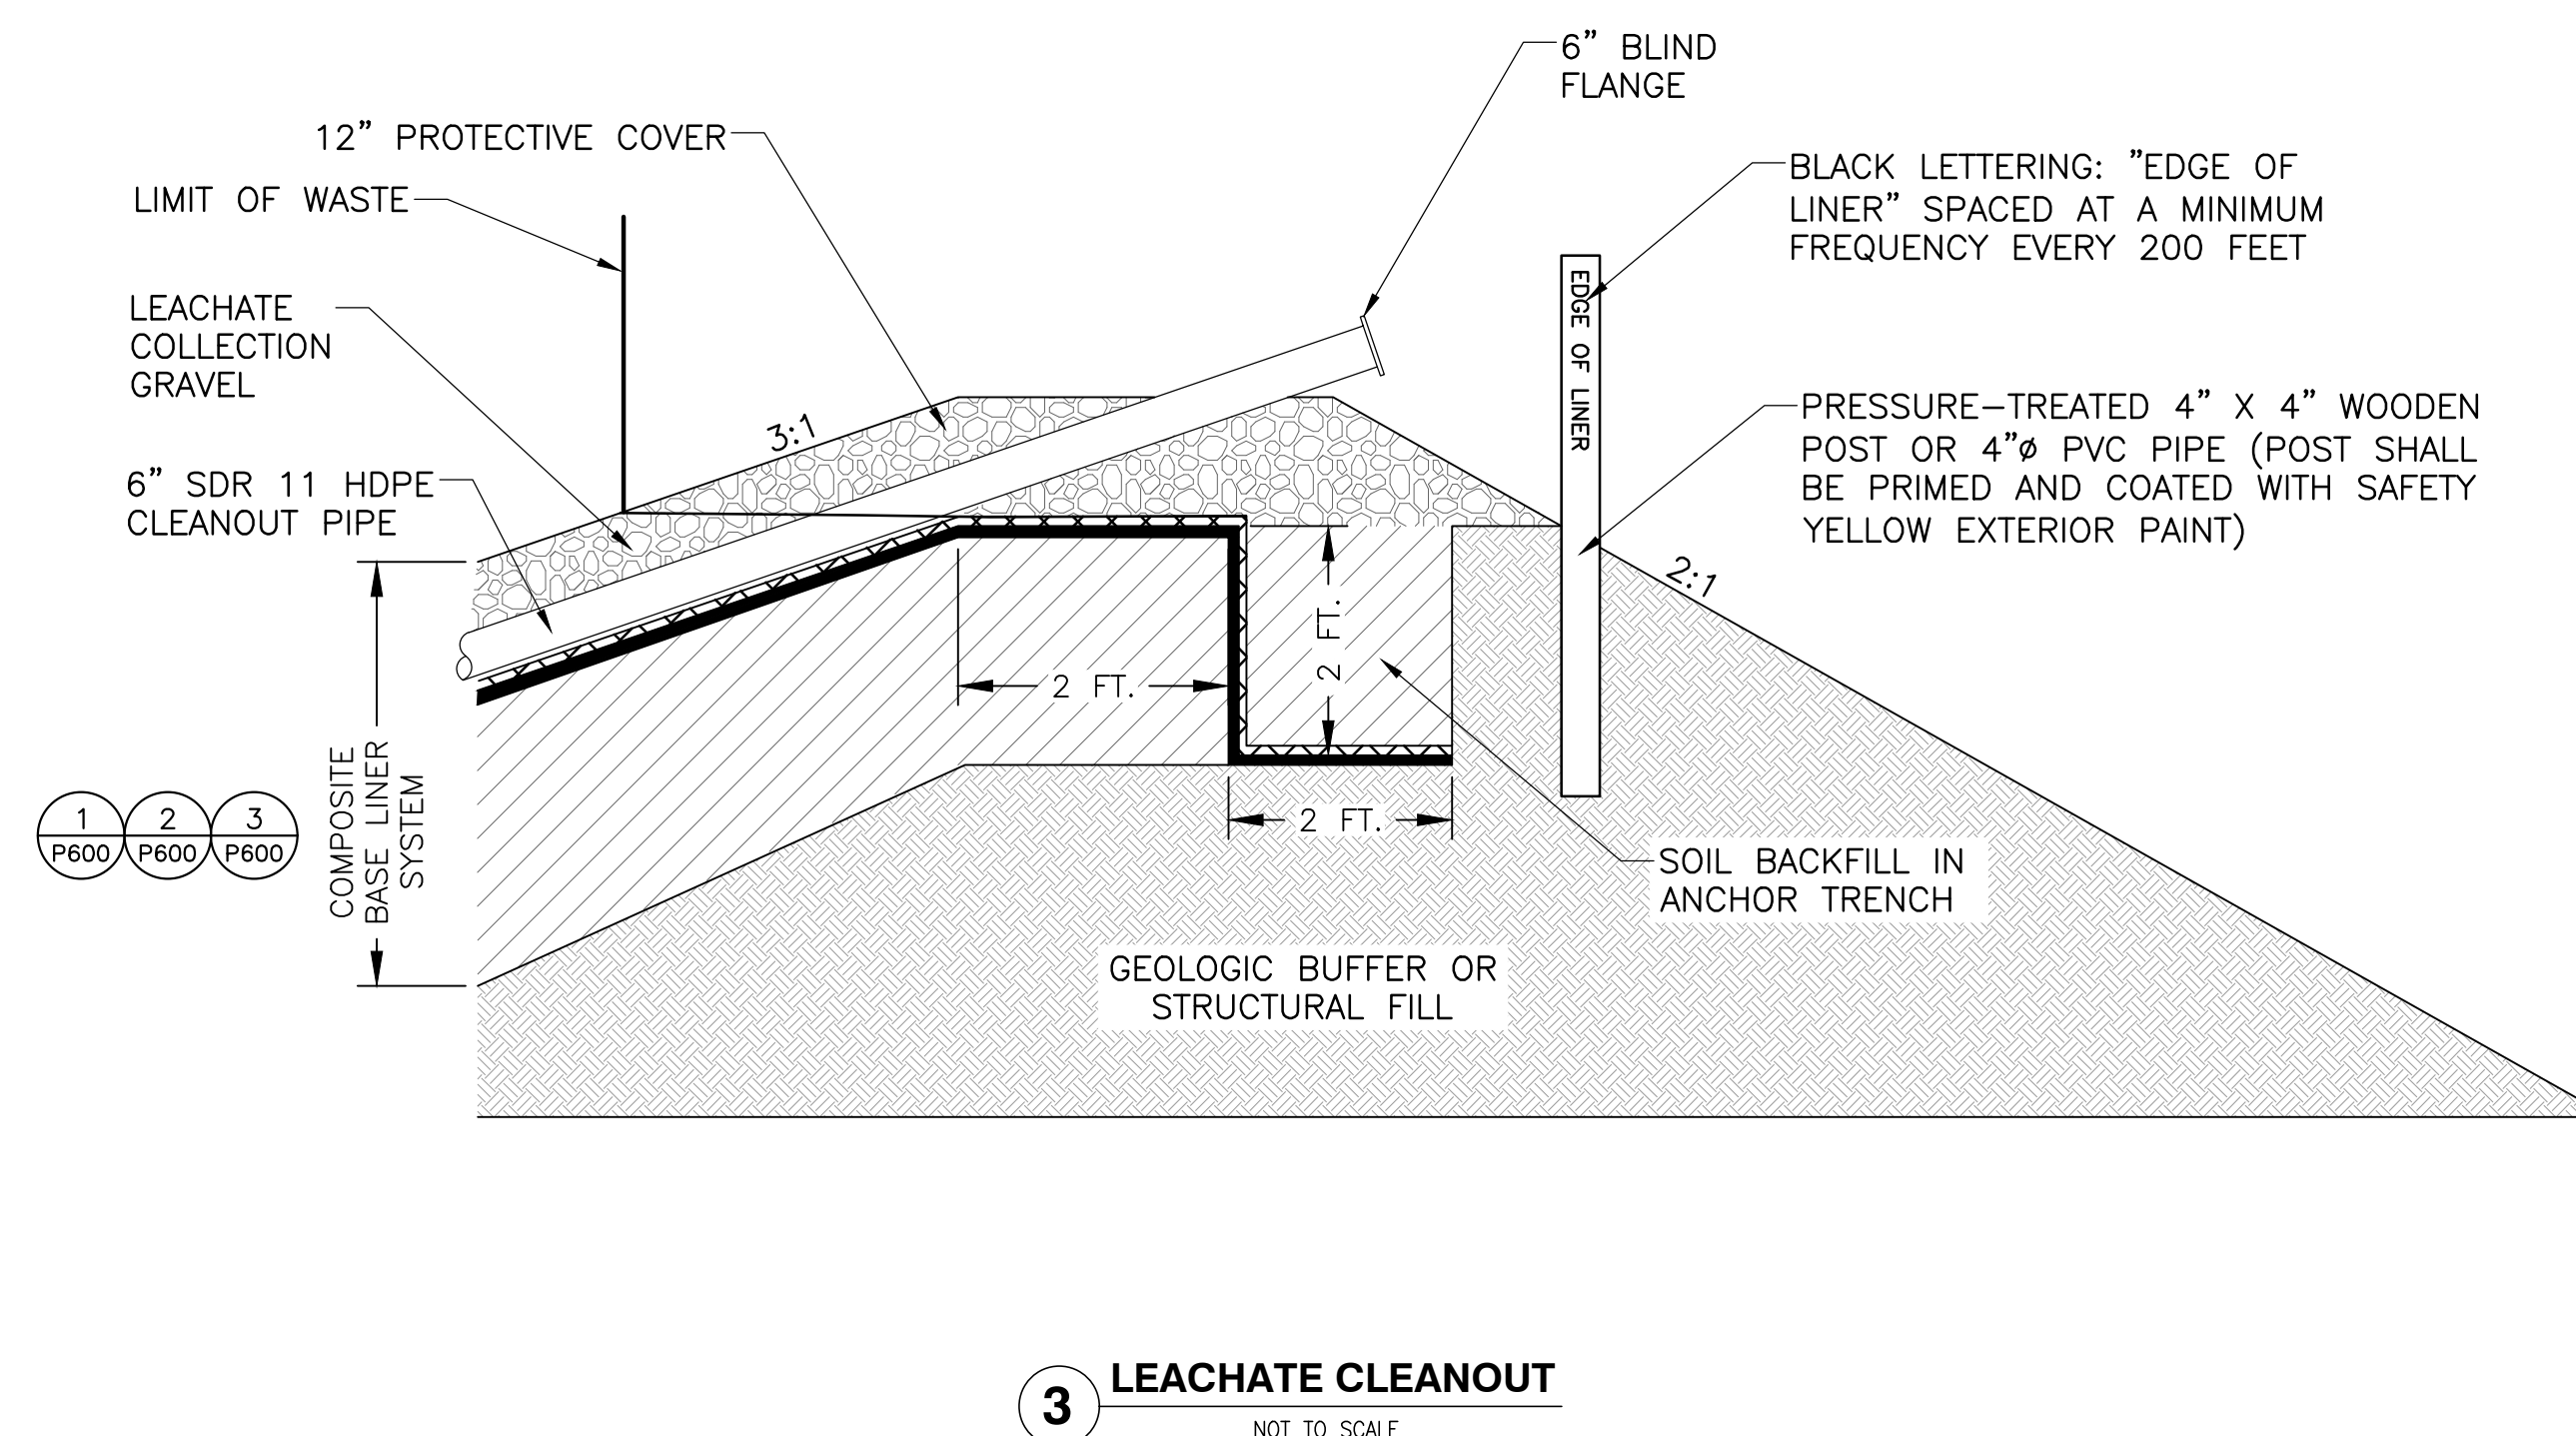 6” BLIND
FLANGE
12” PROTECTIVE COVER
LIMIT OF WASTE
BLACK LETTERING: ”EDGE OF
LINER” SPACED AT A MINIMUM
FREQUENCY EVERY 200 FEET
LEACHATE
COLLECTION
GRAVEL
EDGE OF LINER
3:1
PRESSURE–TREATED 4” X 4” WOODEN
POST OR 4”ø PVC PIPE (POST SHALL
BE PRIMED AND COATED WITH SAFETY
YELLOW EXTERIOR PAINT)
6” SDR 11 HDPE
CLEANOUT PIPE
2:1
2 FT.
2 FT.
2 FT.
COMPOSITE
BASE LINER
SYSTEM
1
P600
2
P600
3
P600
SOIL BACKFILL IN
ANCHOR TRENCH
GEOLOGIC BUFFER OR
STRUCTURAL FILL
3
LEACHATE CLEANOUT
NOT TO SCALE